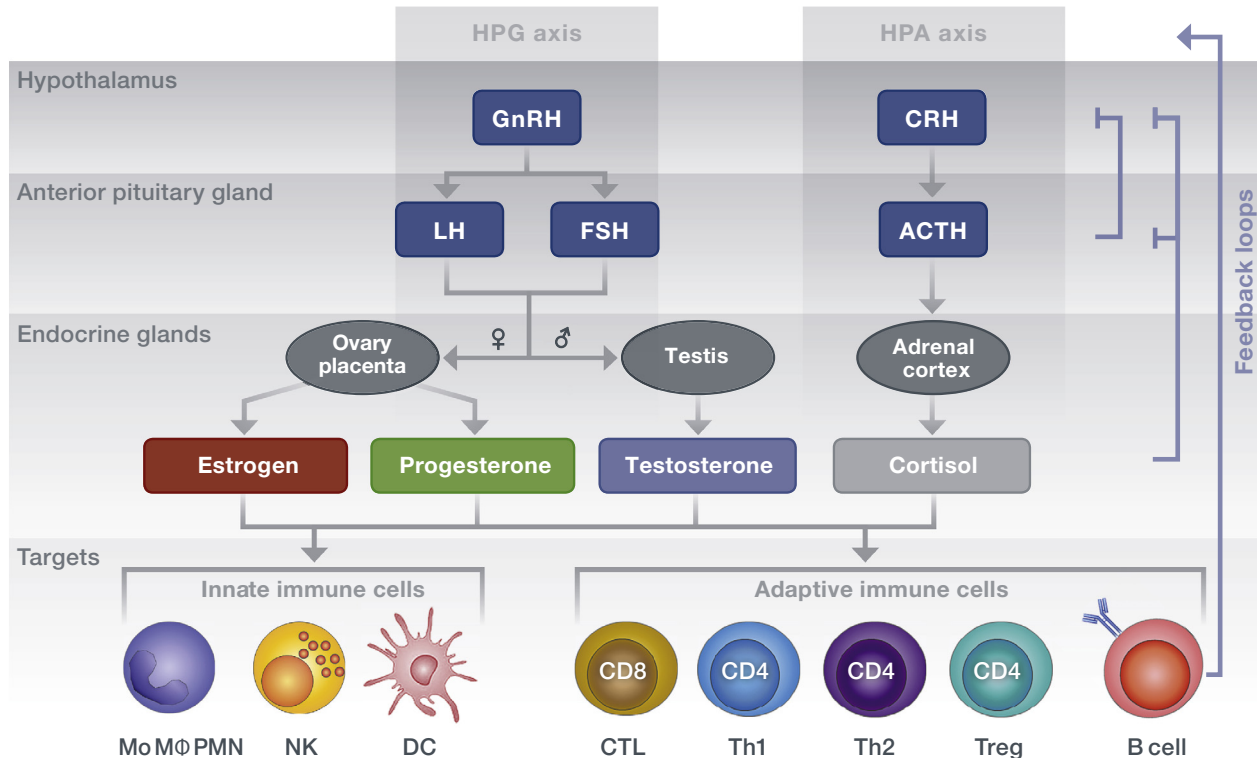 HPG axis
HPA axis
Hypothalamus
GnRH
CRH
Anterior pituitary gland
LH
FSH
ACTH
Feedback loops
Endocrine glands
♀
♂
Ovary
placenta
Testis
Adrenal
cortex
Estrogen
Progesterone
Testosterone
Cortisol
Targets
Innate immune cells
Adaptive immune cells
CD8
CD4
CD4
CD4
Mo MΦ PMN
NK
DC
CTL
Th1
Th2
Treg
B cell